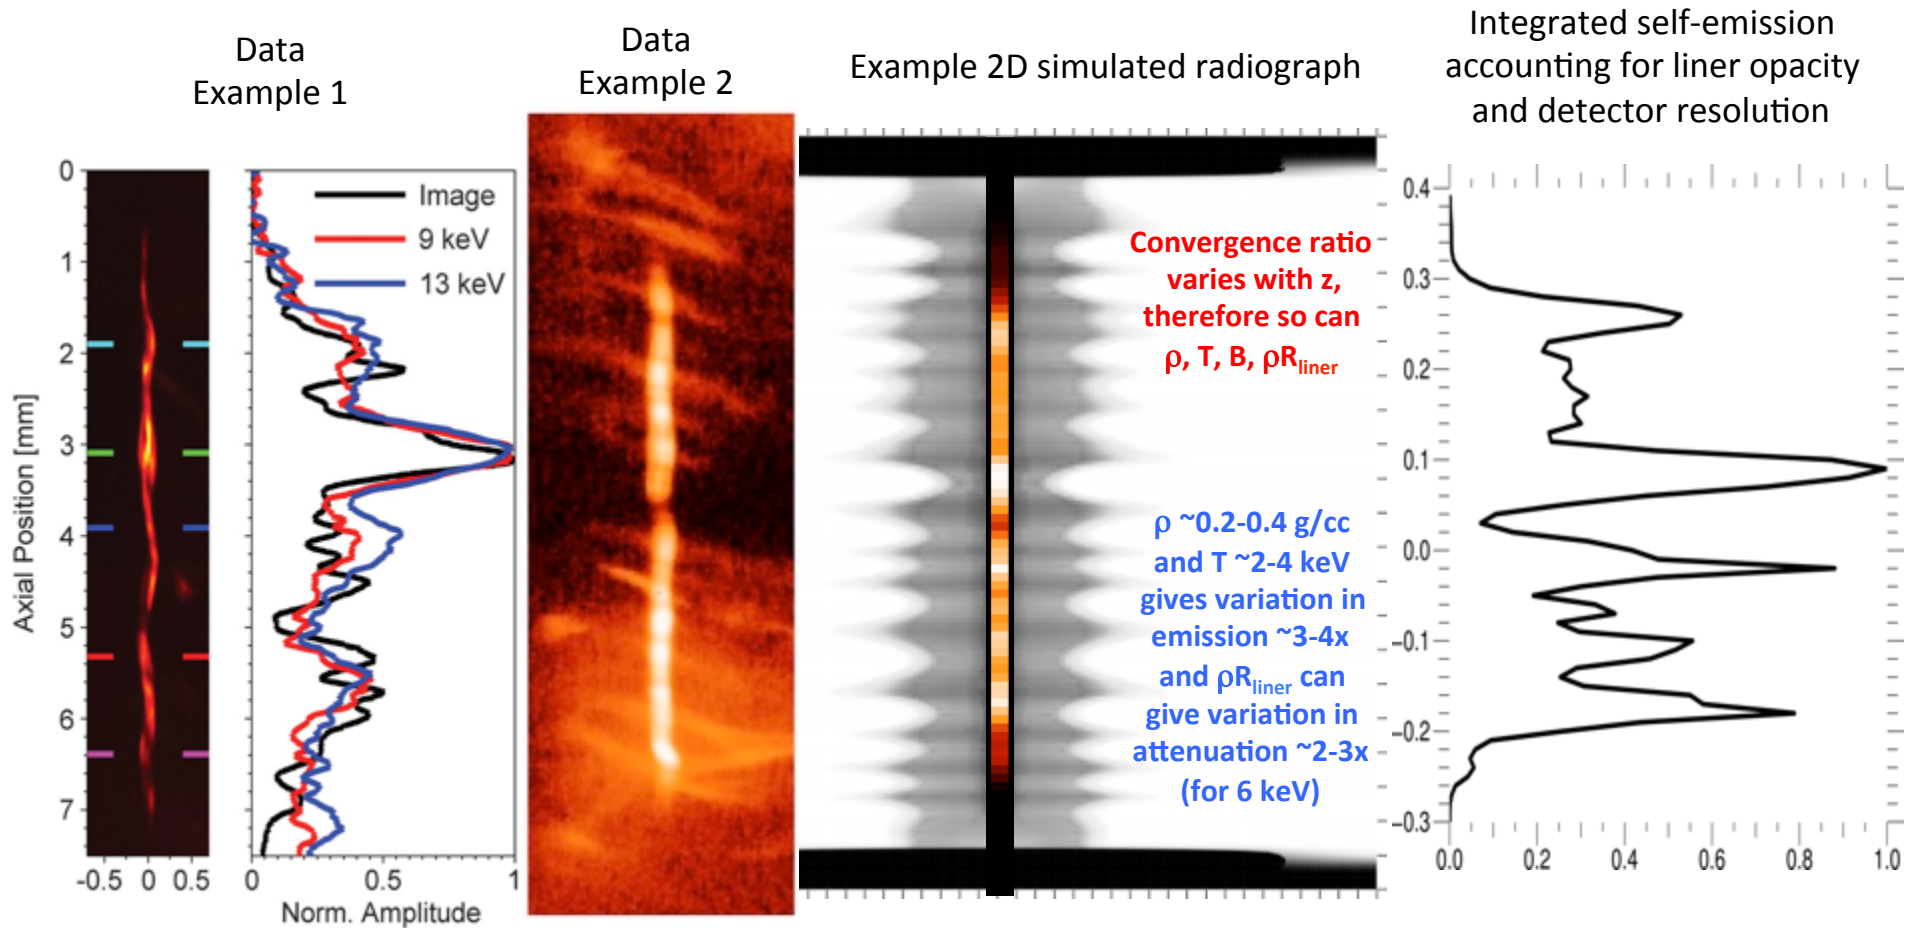 Data
Example 1
Data
Example 2
Example 2D simulated radiograph
Integrated self-emission
accounting for liner opacity
and detector resolution
Image
9 keV
13 keV
Axial Position [mm]
0
1
2
3
4
5
6
7
-0.5 0 0.5
0 0.5 1
Norm. Amplitude
Convergence ratio
varies with z,
therefore so can
ρ, T, B, ρRliner
ρ ~0.2-0.4 g/cc
and T ~2-4 keV
gives variation in
emission ~3-4x
and ρRliner can
give variation in
attenuation ~2-3x
(for 6 keV)
0.4
0.3
0.2
0.1
0.0
-0.1
-0.2
-0.3
0.0 0.2 0.4 0.6 0.8 1.0